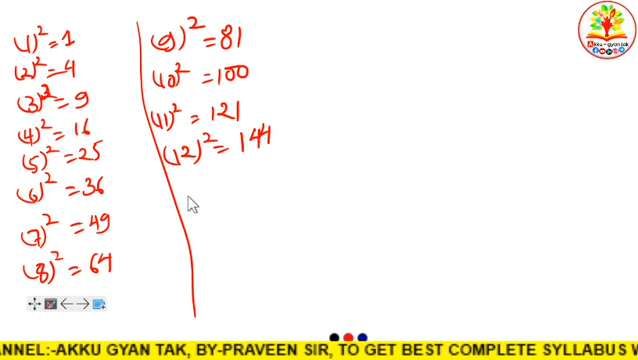 (1)² = 1
(2)² = 4
(3)² = 9
(4)² = 16
(5)² = 25
(6)² = 36
(7)² = 49
(8)² = 64
(9)² = 81
(10)² = 100
(11)² = 121
(12)² = 144
Akku - gyan tak
ANNEL:-AKKU GYAN TAK, BY-PRAVEEN SIR, TO GET BEST COMPLETE SYLLABUS